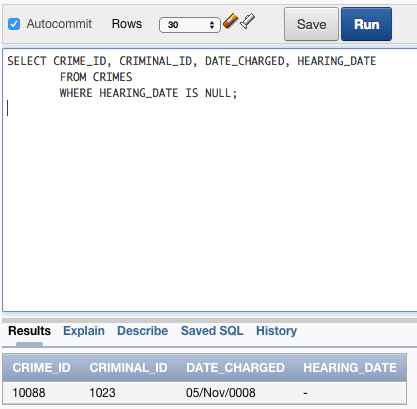 Autocommit Rows 30 Save Run
SELECT CRIME_ID, CRIMINAL_ID, DATE_CHARGED, HEARING_DATE
FROM CRIMES
WHERE HEARING_DATE IS NULL;
Results Explain Describe Saved SQL History
CRIME_ID CRIMINAL_ID DATE_CHARGED HEARING_DATE
10088 1023 05/Nov/0008 -